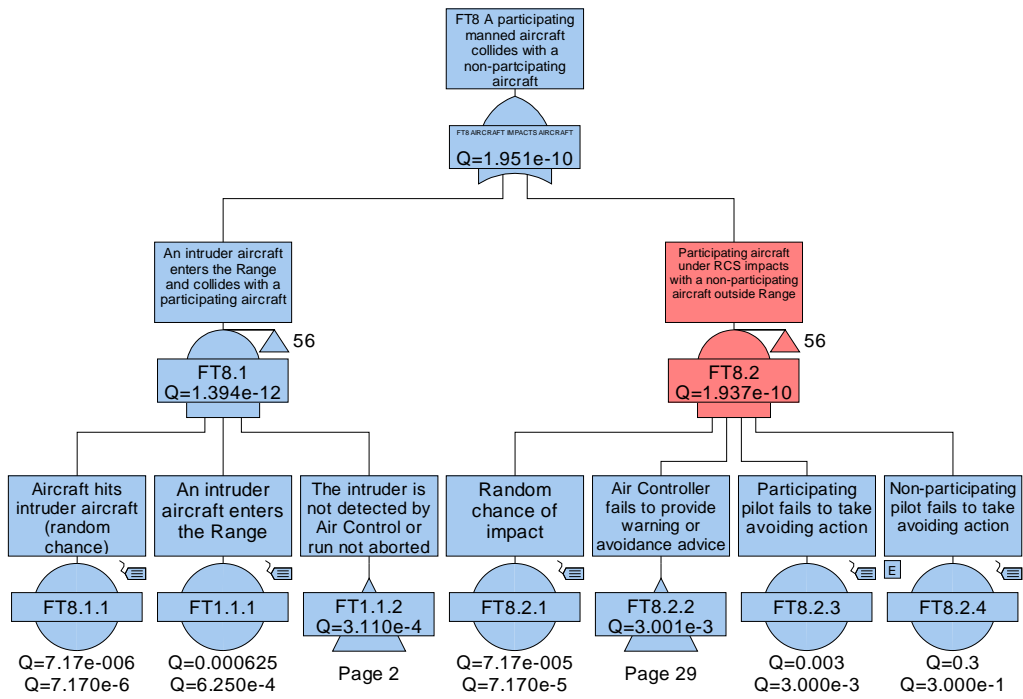 FT8 A participating
manned aircraft
collides with a
non-partcipating
aircraft
FT8 AIRCRAFT IMPACTS AIRCRAFT
Q=1.951e-10
An intruder aircraft
enters the Range
and collides with a
participating aircraft
56
FT8.1
Q=1.394e-12
Participating aircraft
under RCS impacts
with a non-participating
aircraft outside Range
56
FT8.2
Q=1.937e-10
Aircraft hits
intruder aircraft
(random
chance)
FT8.1.1
Q=7.17e-006
Q=7.170e-6
An intruder
aircraft enters
the Range
FT1.1.1
Q=0.000625
Q=6.250e-4
The intruder is
not detected by
Air Control or
run not aborted
FT1.1.2
Q=3.110e-4
Page 2
Random
chance of
impact
FT8.2.1
Q=7.17e-005
Q=7.170e-5
Air Controller
fails to provide
warning or
avoidance advice
FT8.2.2
Q=3.001e-3
Page 29
Participating
pilot fails to take
avoiding action
FT8.2.3
Q=0.003
Q=3.000e-3
Non-participating
pilot fails to take
avoiding action
E
FT8.2.4
Q=0.3
Q=3.000e-1